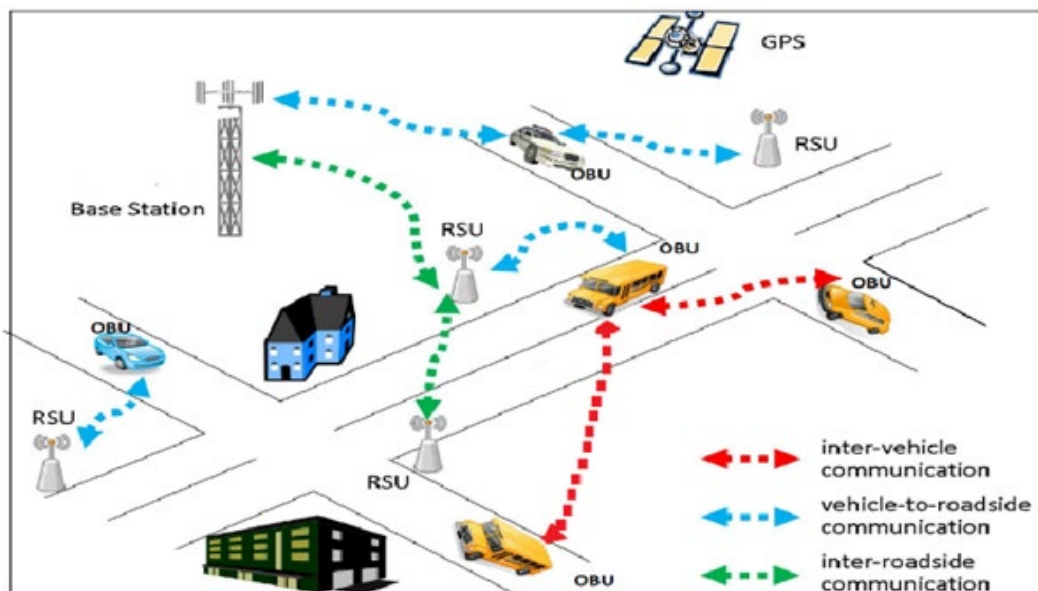 GPS
RSU
OBU
Base Station
RSU
OBU
OBU
OBU
RSU
RSU
OBU
inter-vehicle
communication
vehicle-to-roadside
communication
inter-roadside
communication